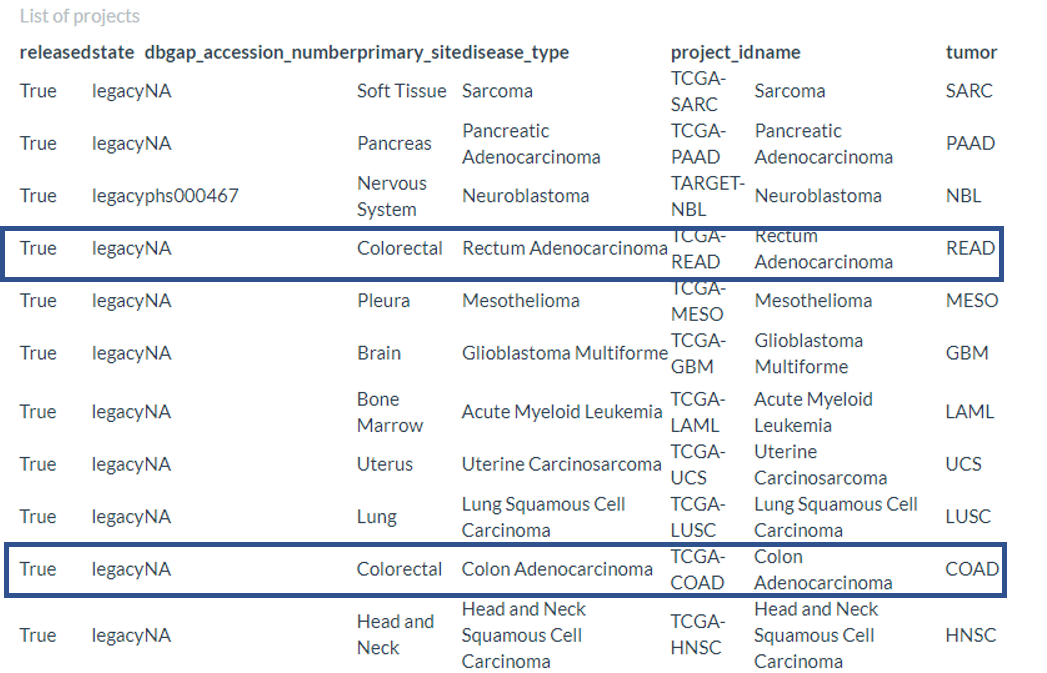 List of projects
releasedstate dbgap_accession_numberprimary_sitedisease_type project_idname tumor
True legacyNA Soft Tissue Sarcoma TCGA-SARC Sarcoma SARC
True legacyNA Pancreas Pancreatic Adenocarcinoma TCGA-PAAD Pancreatic Adenocarcinoma PAAD
True legacyphs000467 Nervous System Neuroblastoma TARGET-NBL Neuroblastoma NBL
True legacyNA Colorectal Rectum Adenocarcinoma TCGA-READ Rectum Adenocarcinoma READ
True legacyNA Pleura Mesothelioma TCGA-MESO Mesothelioma MESO
True legacyNA Brain Glioblastoma Multiforme TCGA-GBM Glioblastoma Multiforme GBM
True legacyNA Bone Marrow Acute Myeloid Leukemia TCGA-LAML Acute Myeloid Leukemia LAML
True legacyNA Uterus Uterine Carcinosarcoma TCGA-UCS Uterine Carcinosarcoma UCS
True legacyNA Lung Lung Squamous Cell Carcinoma TCGA-LUSC Lung Squamous Cell Carcinoma LUSC
True legacyNA Colorectal Colon Adenocarcinoma TCGA-COAD Colon Adenocarcinoma COAD
True legacyNA Head and Neck Head and Neck Squamous Cell Carcinoma TCGA-HNSC Head and Neck Squamous Cell Carcinoma HNSC